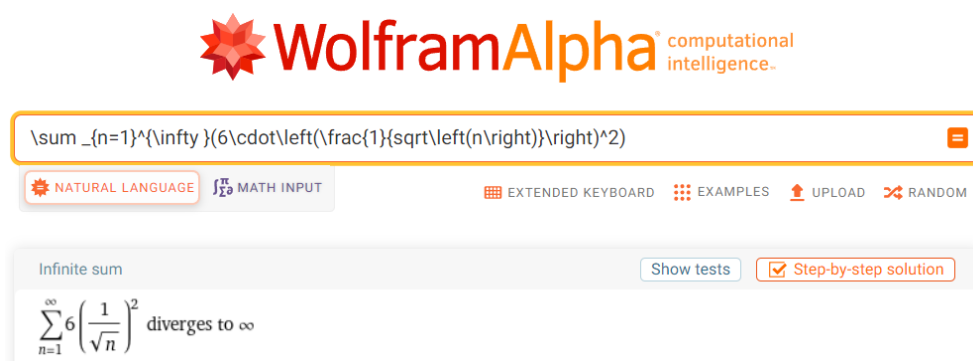 WolframAlpha computational intelligence.
\sum _{n=1}^{\infty }(6\cdot\left(\frac{1}{sqrt\left(n\right)}\right)^2)
NATURAL LANGUAGE MATH INPUT EXTENDED KEYBOARD EXAMPLES UPLOAD RANDOM
Infinite sum Show tests Step-by-step solution
∑_{n=1}^{∞} 6(1/√n)^2 diverges to ∞